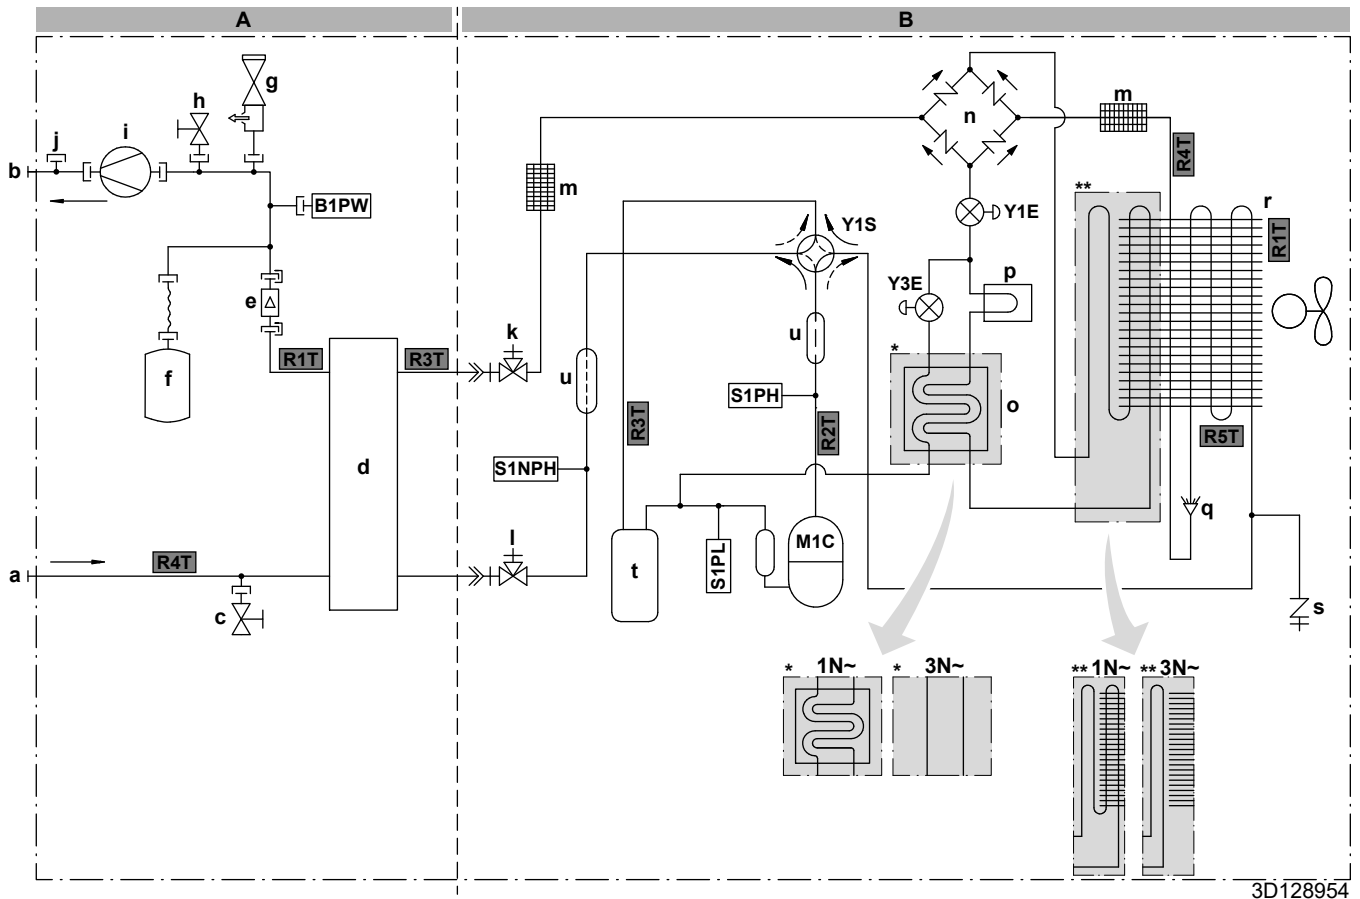 A
B
g
h
j
i
b
B1PW
e
f
R1T
R3T
d
a
R4T
c
k
m
u
S1NPH
l
R3T
t
S1PL
M1C
S1PH
R2T
u
Y1S
n
m
R4T
Y1E
Y3E
p
*
o
**
r
R1T
R5T
q
s
* 1N~
* 3N~
** 1N~
** 3N~
3D128954